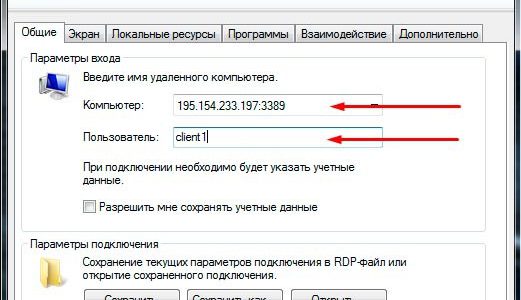 Общие Экран Локальные ресурсы Программы Взаимодействие Дополнительно
Параметры входа
Введите имя удаленного компьютера.
Компьютер: 195.154.233.197:3389
Пользователь: client1
При подключении необходимо будет указать учетные
данные.
Разрешить мне сохранять учетные данные
Параметры подключения
Сохранение текущих параметров подключения в RDP-файл или
открытие сохраненного подключения.
Сохранить Сохранить как... Открыть...